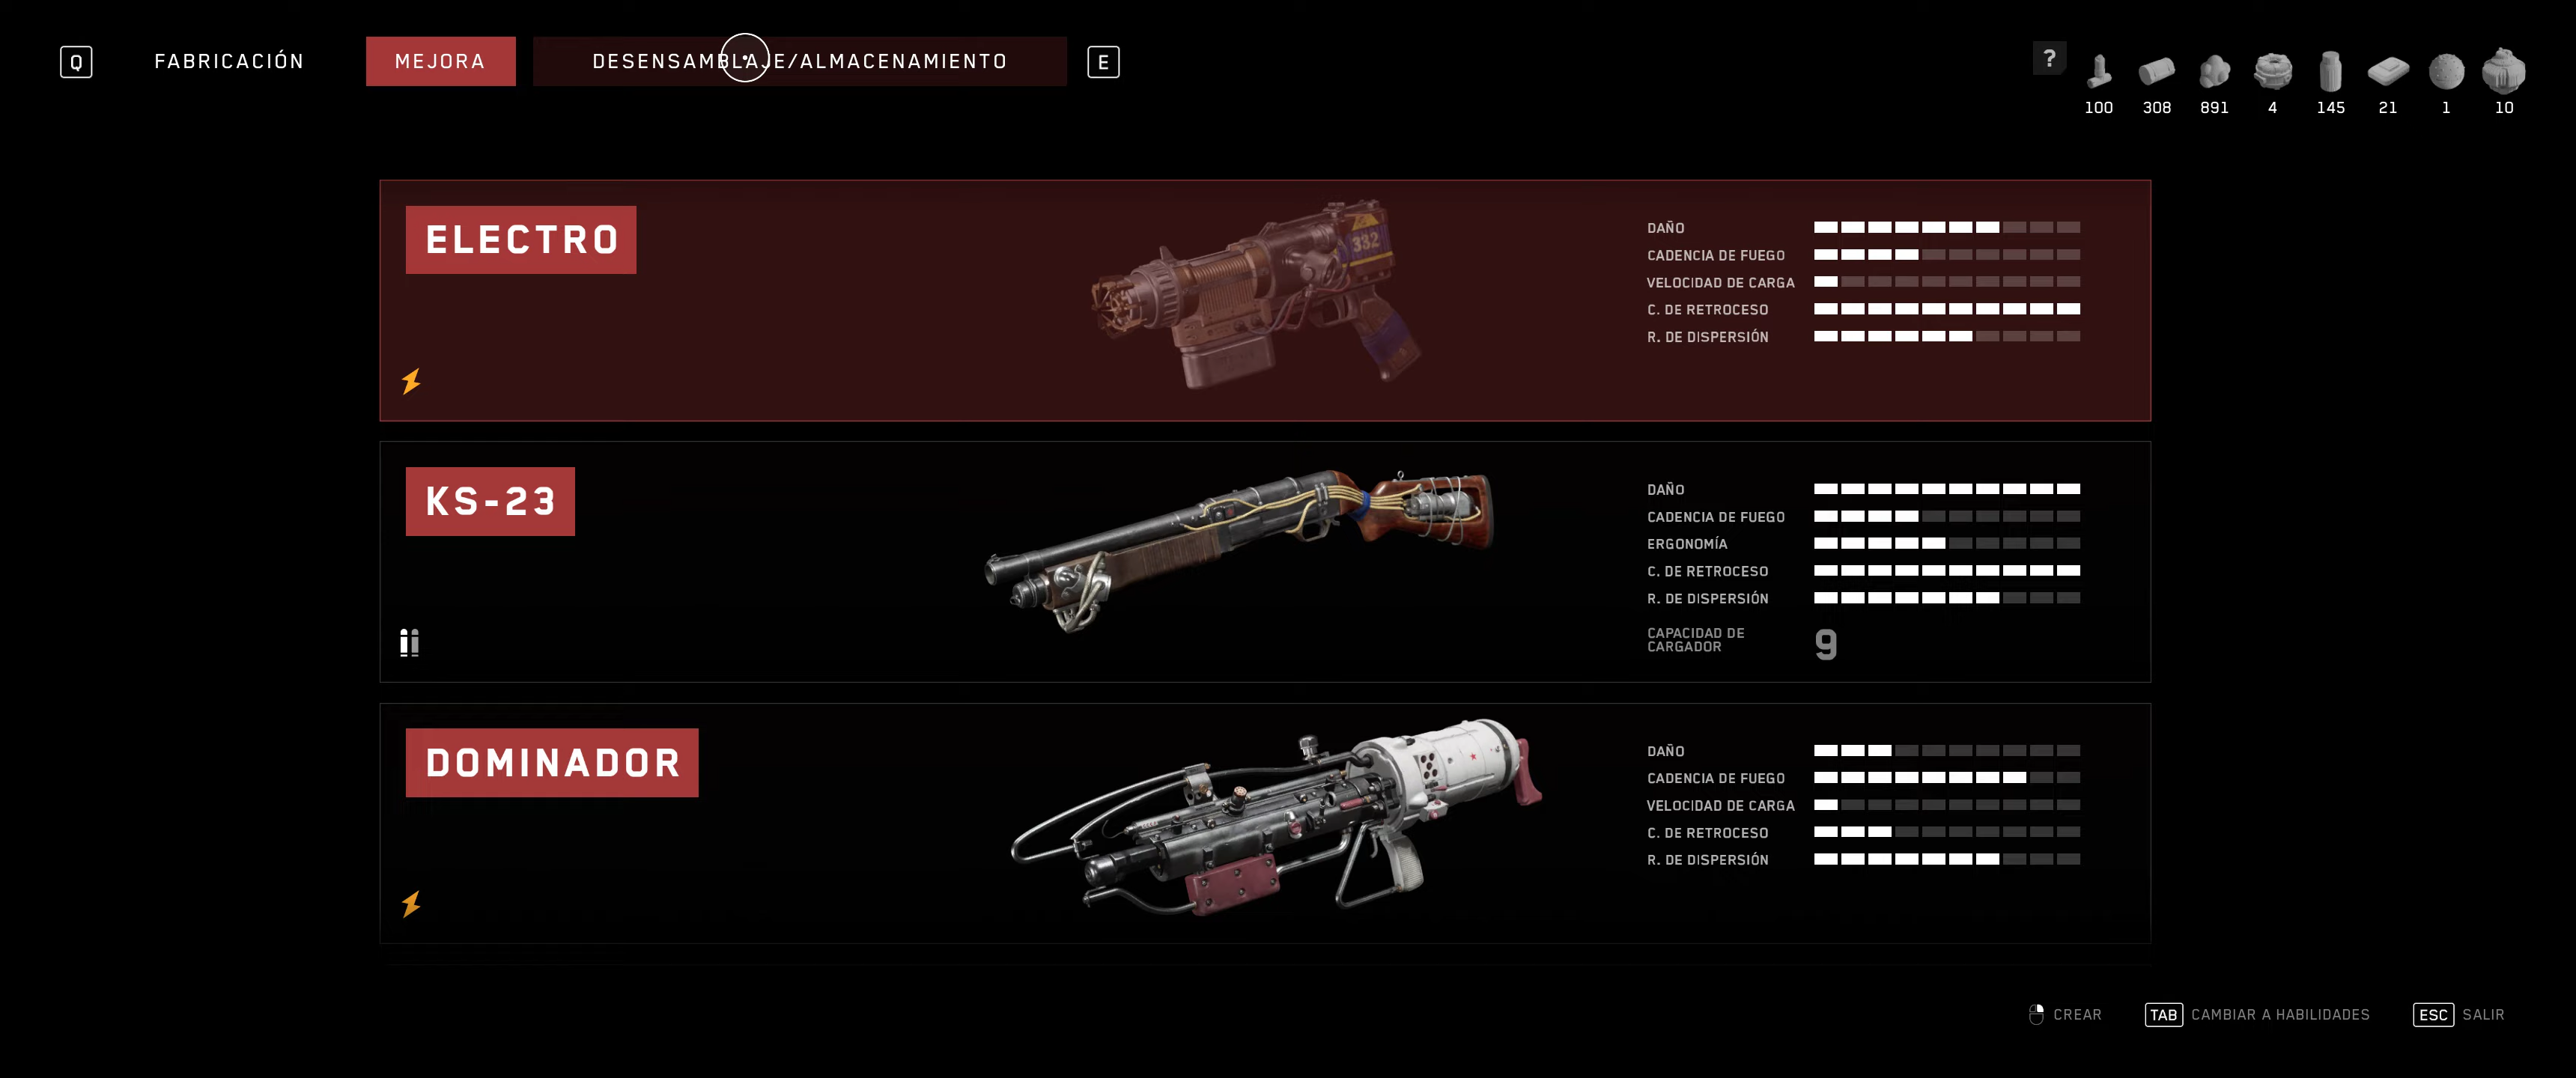 Q FABRICACIÓN MEJORA DESENSAMBLAJE/ALMACENAMIENTO E ?
100 308 891 4 145 21 1 10
ELECTRO
332
DAÑO
CADENCIA DE FUEGO
VELOCIDAD DE CARGA
C. DE RETROCESO
R. DE DISPERSIÓN
KS-23
DAÑO
CADENCIA DE FUEGO
ERGONOMÍA
C. DE RETROCESO
R. DE DISPERSIÓN
CAPACIDAD DE
CARGADOR
9
DOMINADOR
DAÑO
CADENCIA DE FUEGO
VELOCIDAD DE CARGA
C. DE RETROCESO
R. DE DISPERSIÓN
CREAR TAB CAMBIAR A HABILIDADES ESC SALIR